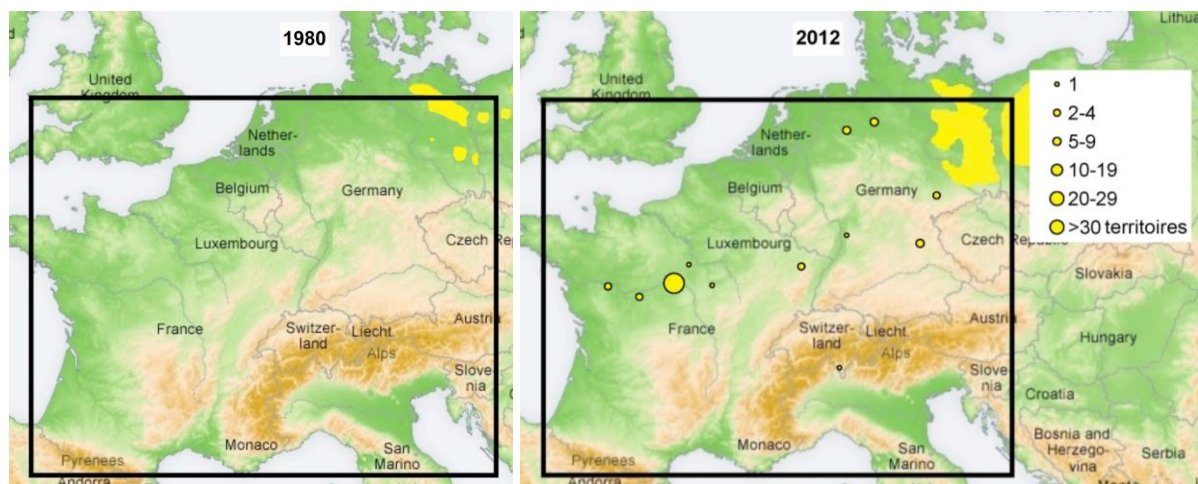 1980
United
Kingdom
Nether-
lands
Belgium
Germany
Luxembourg
Czech Rep
France
Switzer-
land
Liecht.
Austria
Alps
Slove-
nia
Monaco
San
Marino
Pyrenees
Andorra
2012
Lithua
United
Kingdom
Nether-
lands
Belgium
Germany
Luxembourg
Czech Republic
Slovakia
France
Switzer-
land
Liecht.
Austria
Alps
Hungary
Slove-
nia
Croatia
Monaco
San
Marino
Bosnia and
Herzego-
vina
Serbia
Pyrenees
Andorra
1
2-4
5-9
10-19
20-29
>30 territoires